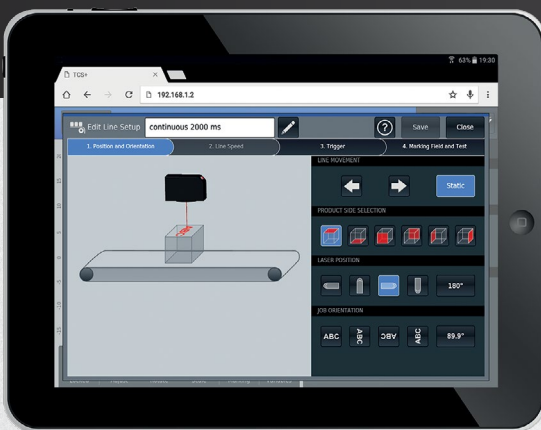 63% 19:30
TCS+
192.168.1.2
Edit Line Setup continuous 2000 ms ? Save Close
1. Position and Orientation 2. Line Speed 3. Trigger 4. Marking Field and Test
LINE MOVEMENT
Static
PRODUCT SIDE SELECTION
LASER POSITION
180°
JOB ORIENTATION
ABC ABC ABC ABC 89.9°
ABC